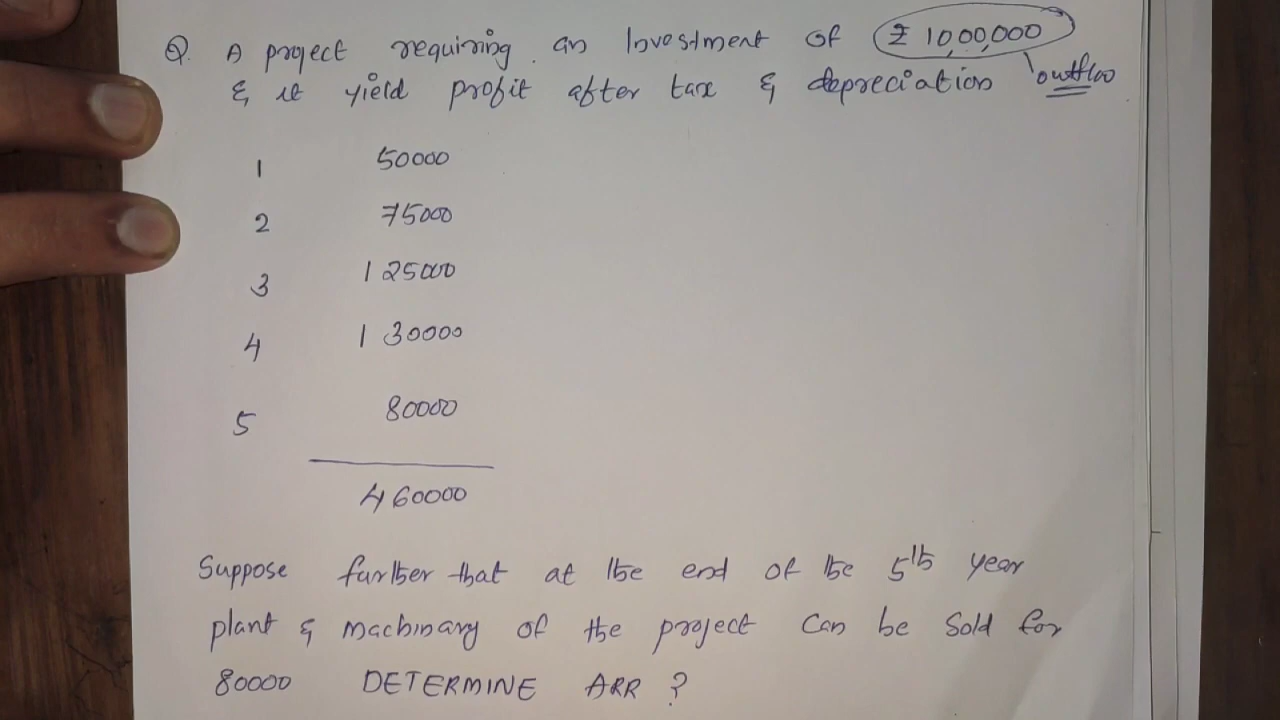 Q. A project requiring an Investment of ₹ 10,00,000
& it yield profit after tax & depreciation outflow
1 50000
2 75000
3 125000
4 130000
5 80000
460000
Suppose further that at the end of the 5th year
plant & machinary of the project can be sold for
80000 DETERMINE ARR ?